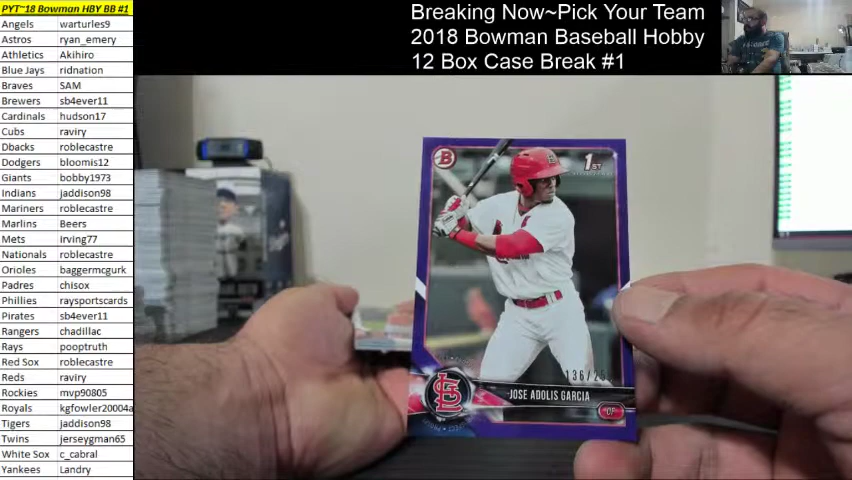 PYT~18 Bowman HBY BB #1
Angels warturles9
Astros ryan_emery
Athletics Akihiro
Blue Jays ridnation
Braves SAM
Brewers sb4ever11
Cardinals hudson17
Cubs raviry
Dbacks roblecastre
Dodgers bloomis12
Giants bobby1973
Indians jaddison98
Mariners roblecastre
Marlins Beers
Mets Irving77
Nationals roblecastre
Orioles baggermcgurk
Padres chisox
Phillies raysportscards
Pirates sb4ever11
Rangers chadillac
Rays pooptruth
Red Sox roblecastre
Reds raviry
Rockies mvp90805
Royals kgfowler20004a
Tigers jaddison98
Twins jerseygman65
White Sox c_cabral
Yankees Landry
Breaking Now~Pick Your Team
2018 Bowman Baseball Hobby
12 Box Case Break #1
B
1ST
JOSE ADOLIS GARCIA
OF